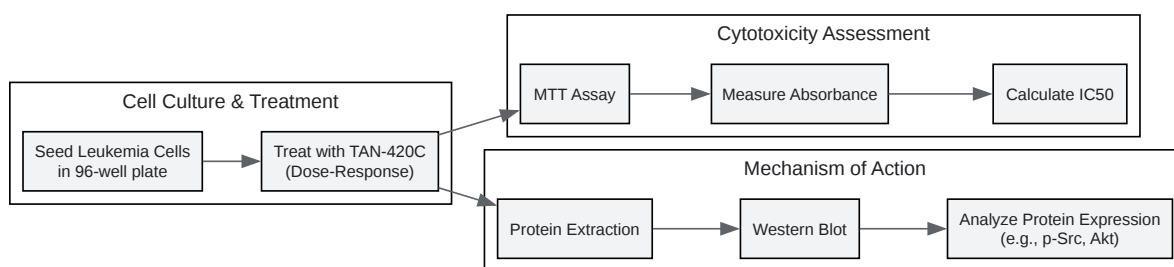 Cell Culture & Treatment
Seed Leukemia Cells
in 96-well plate
Treat with TAN-420C
(Dose-Response)
Cytotoxicity Assessment
MTT Assay
Measure Absorbance
Calculate IC50
Mechanism of Action
Protein Extraction
Western Blot
Analyze Protein Expression
(e.g., p-Src, Akt)